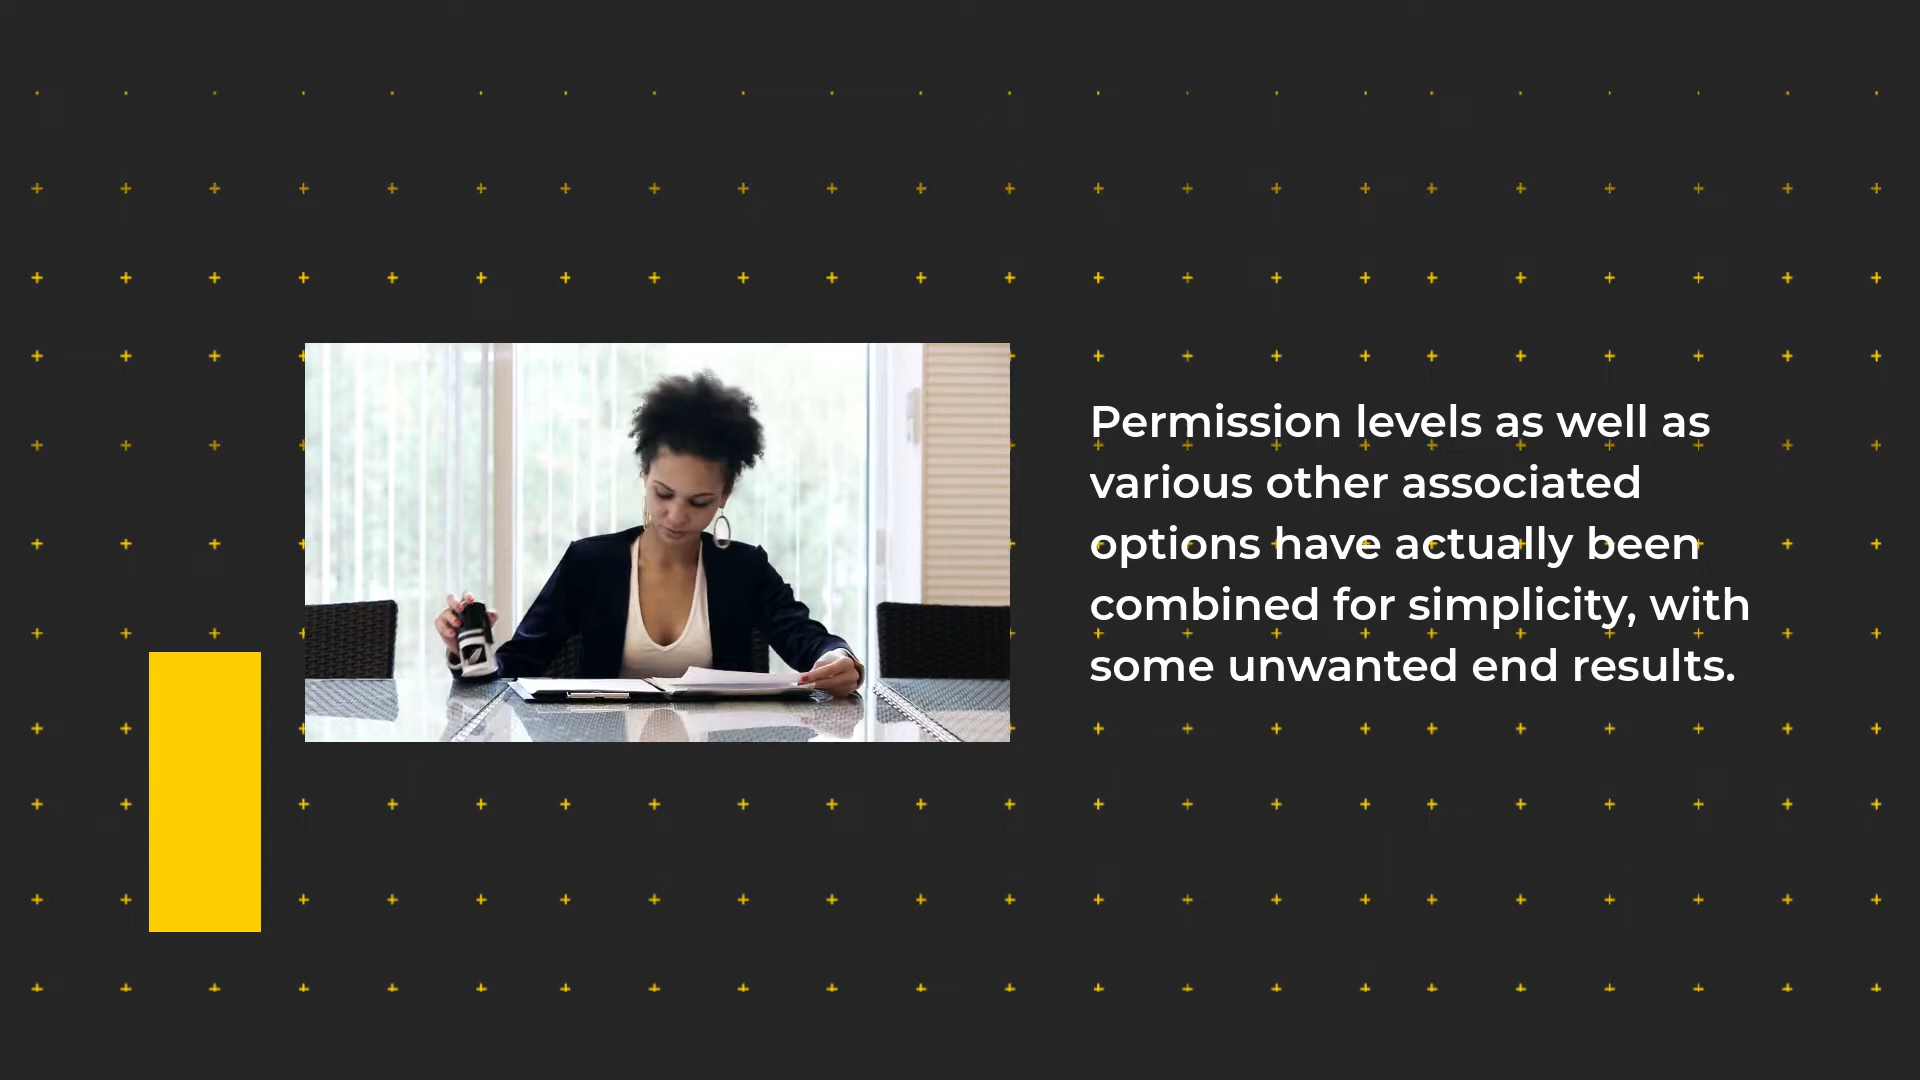 Permission levels as well as
various other associated
options have actually been
combined for simplicity, with
some unwanted end results.